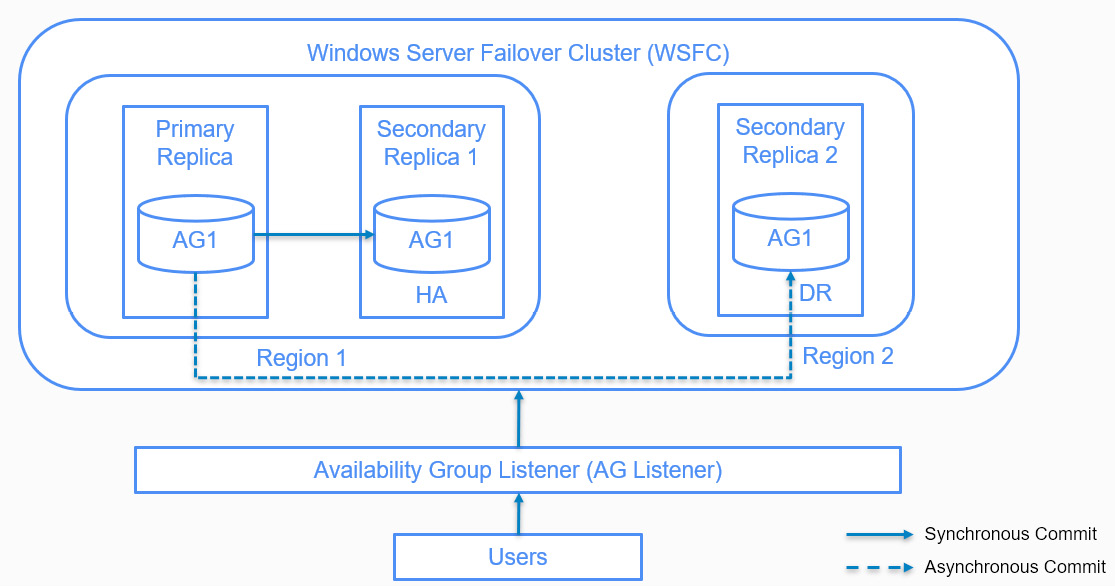 Windows Server Failover Cluster (WSFC)
Primary
Replica
AG1
Secondary
Replica 1
AG1
HA
Region 1
Secondary
Replica 2
AG1
DR
Region 2
Availability Group Listener (AG Listener)
Users
Synchronous Commit
Asynchronous Commit